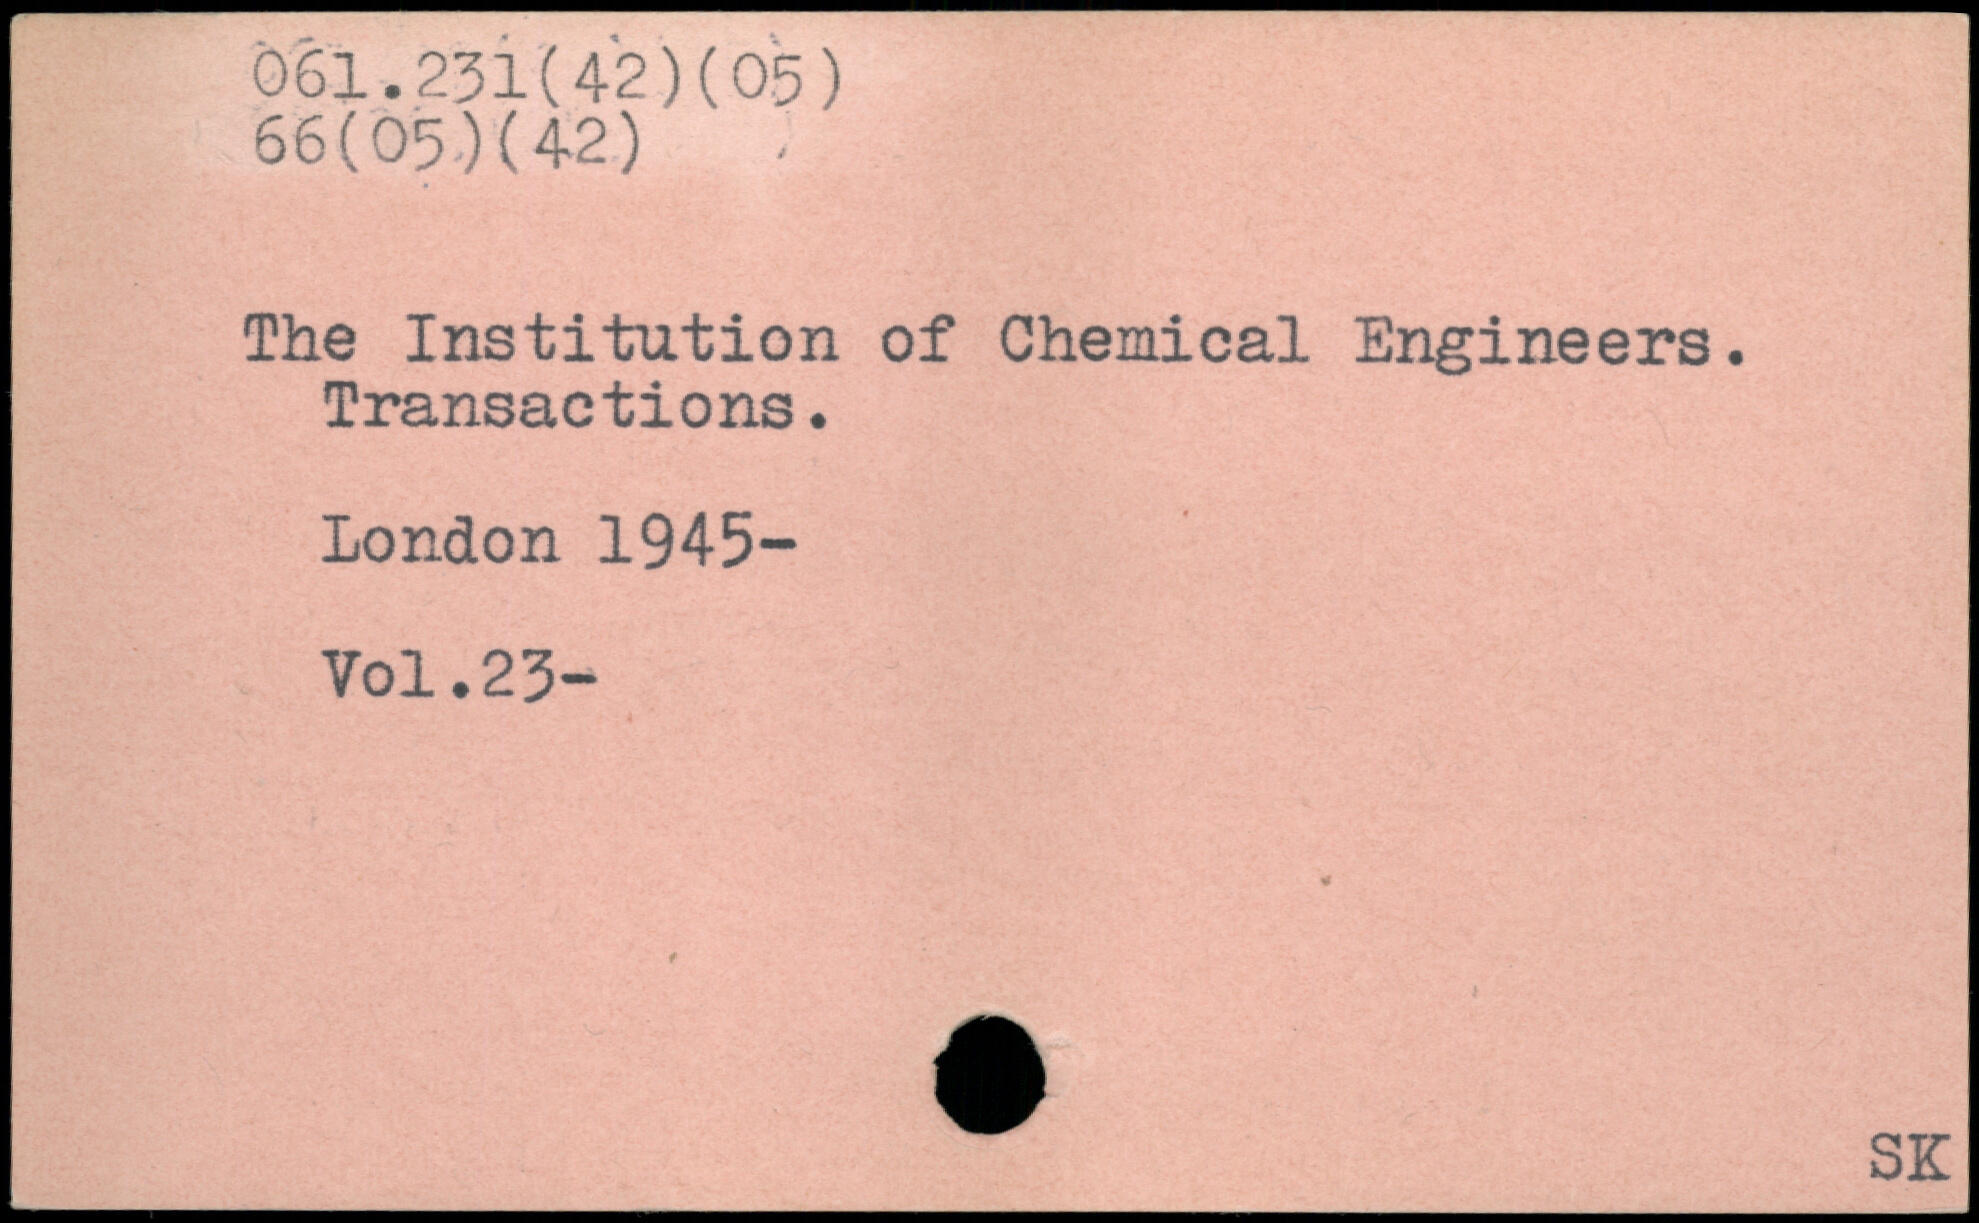 061.231(42)(05)
66(05)(42)
The Institution of Chemical Engineers.
Transactions.
London 1945-
Vol.23-
SK